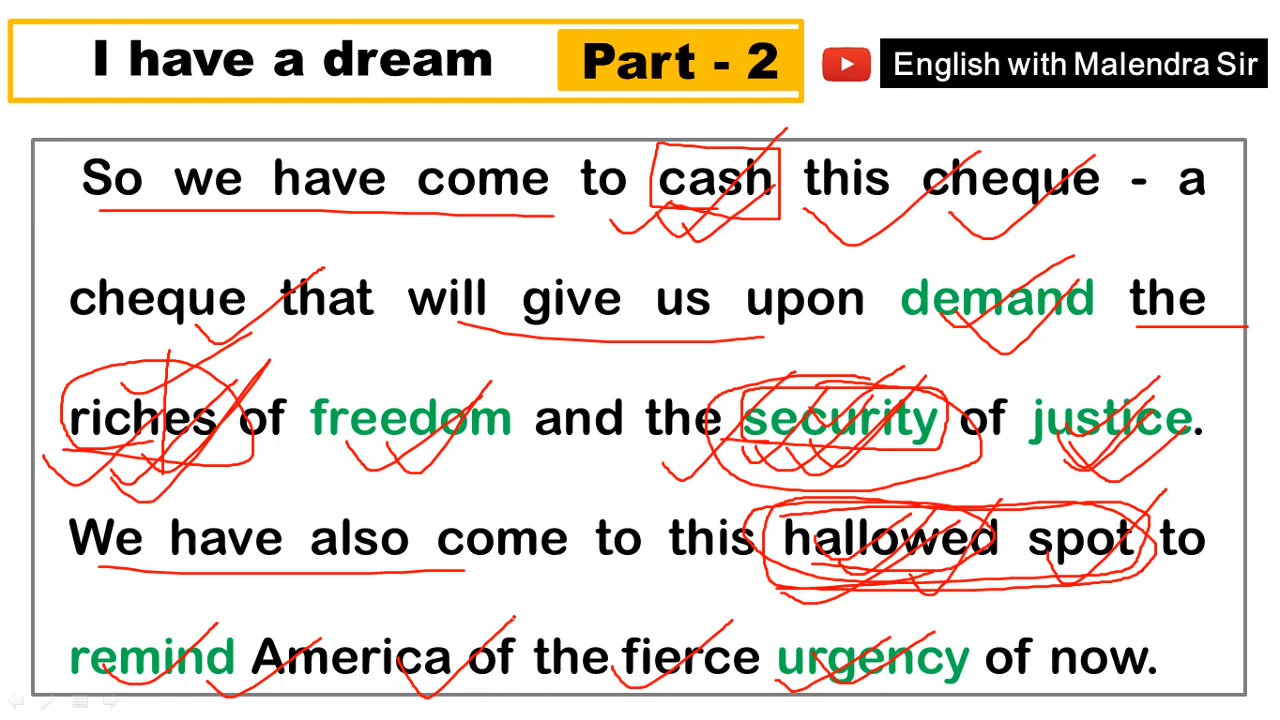 I have a dream
Part - 2
English with Malendra Sir
So we have come to cash this cheque - a
cheque that will give us upon demand the
riches of freedom and the security of justice.
We have also come to this hallowed spot to
remind America of the fierce urgency of now.